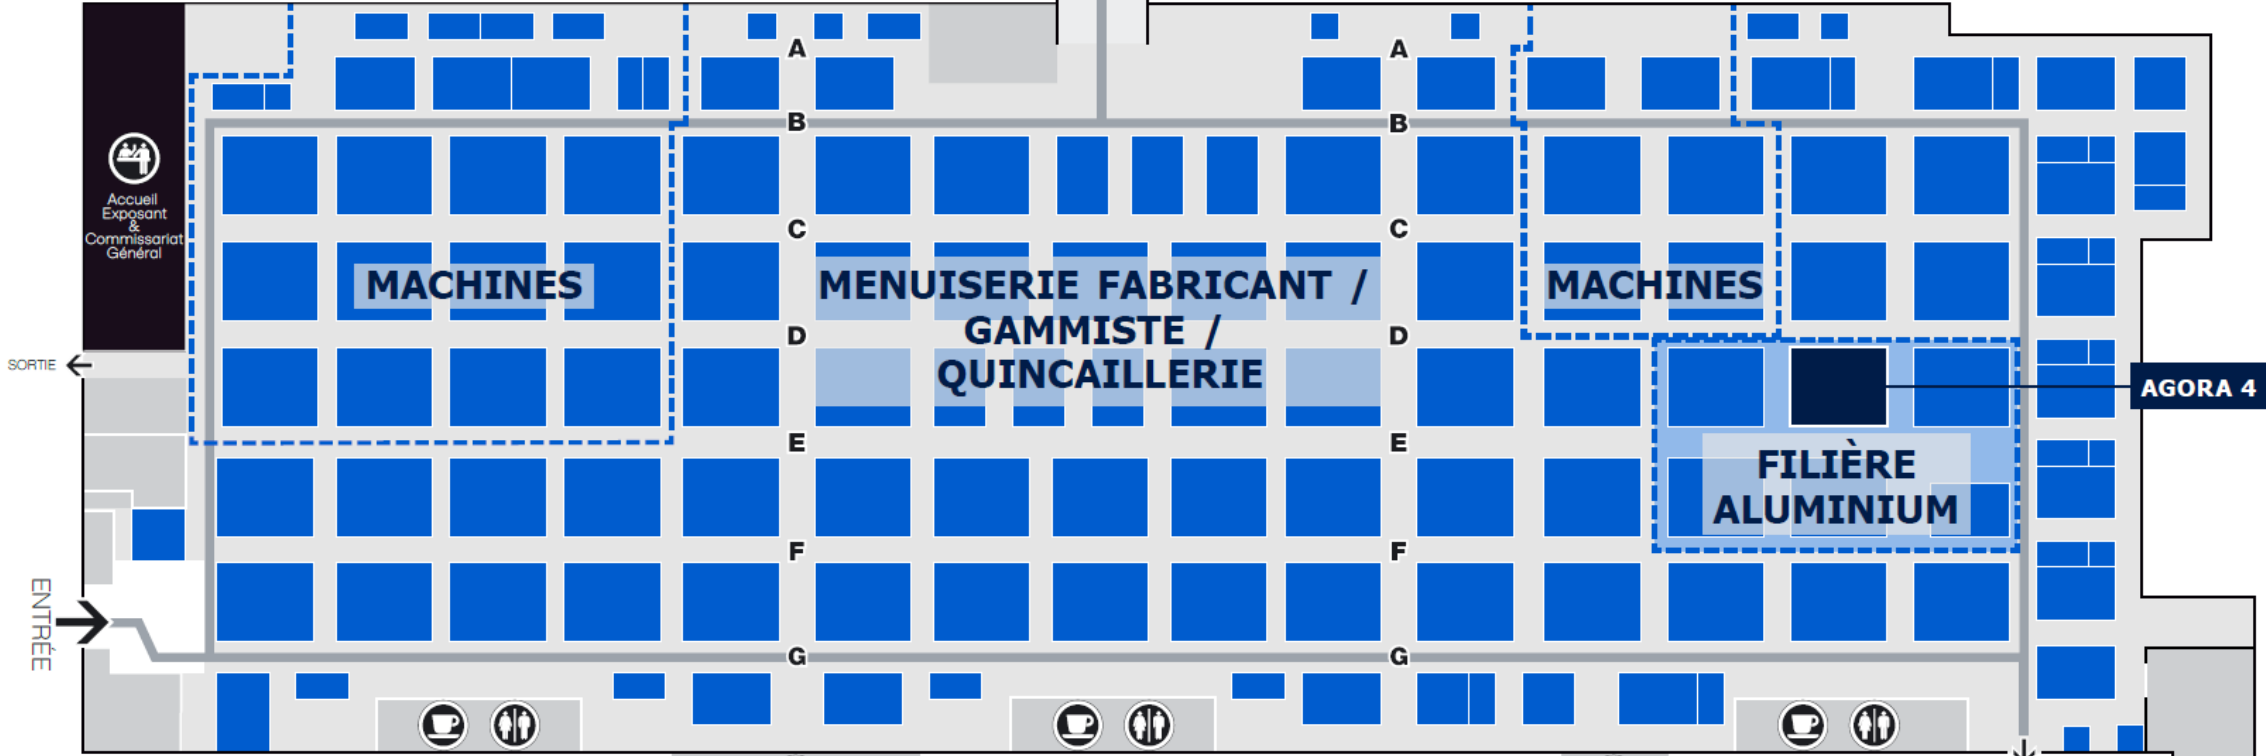 A
A
B
B
Accueil
Exposant
&
Commissariat
Général
C
C
MACHINES
MENUISERIE FABRICANT /
GAMMISTE /
QUINCAILLERIE
MACHINES
D
D
SORTIE
AGORA 4
E
E
FILIÈRE
ALUMINIUM
F
F
ENTRÉE
G
G